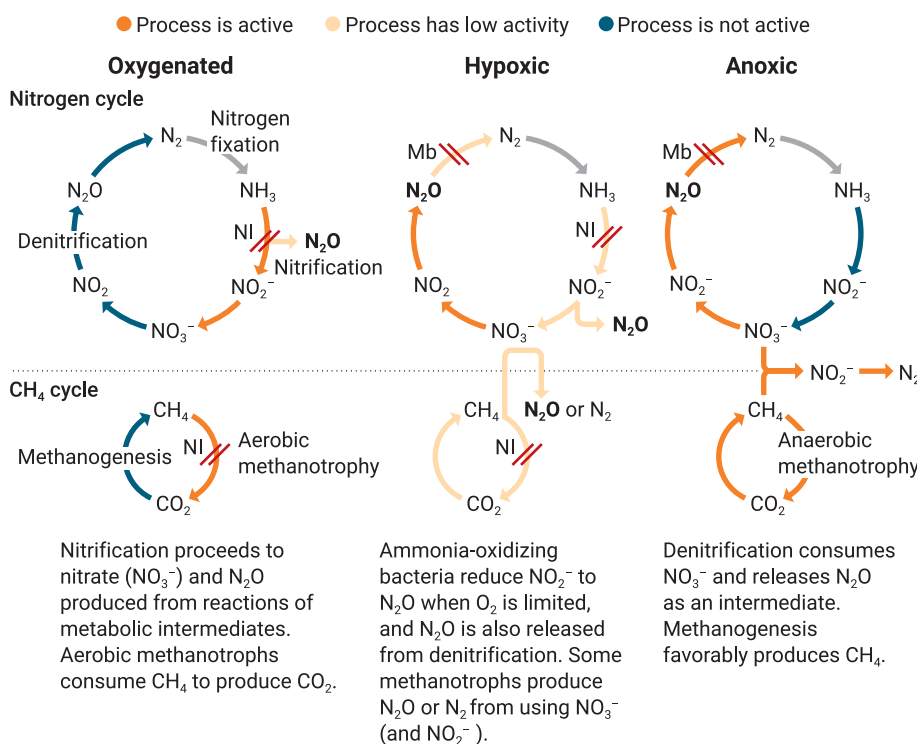 Process is active
Process has low activity
Process is not active
Oxygenated
Hypoxic
Anoxic
Nitrogen cycle
N₂
Nitrogen
fixation
N₂O
NH₃
Denitrification
NI
N₂O
Nitrification
NO₂
NO₂⁻
NO₃⁻
Mb
N₂
N₂O
NH₃
NI
NO₂
NO₂⁻
NO₃⁻
N₂O
Mb
N₂
N₂O
NH₃
NO₂⁻
NO₂⁻
NO₃⁻
NO₂⁻
N₂
CH₄ cycle
CH₄
Methanogenesis
NI
Aerobic
methanotrophy
CO₂
CH₄
N₂O or N₂
NI
CO₂
CH₄
Anaerobic
methanotrophy
CO₂
Nitrification proceeds to
nitrate (NO₃⁻) and N₂O
produced from reactions of
metabolic intermediates.
Aerobic methanotrophs
consume CH₄ to produce CO₂.
Ammonia-oxidizing
bacteria reduce NO₂⁻ to
N₂O when O₂ is limited,
and N₂O is also released
from denitrification. Some
methanotrophs produce
N₂O or N₂ from using NO₃⁻
(and NO₂⁻ ).
Denitrification consumes
NO₃⁻ and releases N₂O
as an intermediate.
Methanogenesis
favorably produces CH₄.